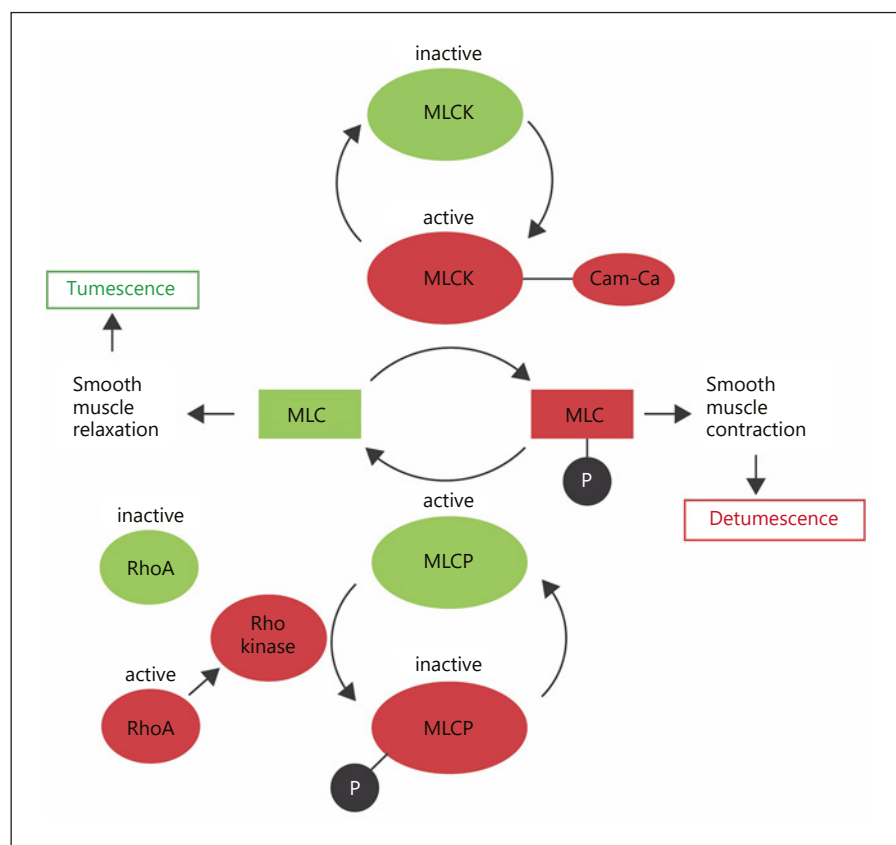 inactive
MLCK
active
MLCK
Cam-Ca
Tumescence
Smooth
muscle
relaxation
MLC
MLC
P
Smooth
muscle
contraction
Detumescence
active
MLCP
inactive
RhoA
Rho
kinase
active
RhoA
inactive
MLCP
P